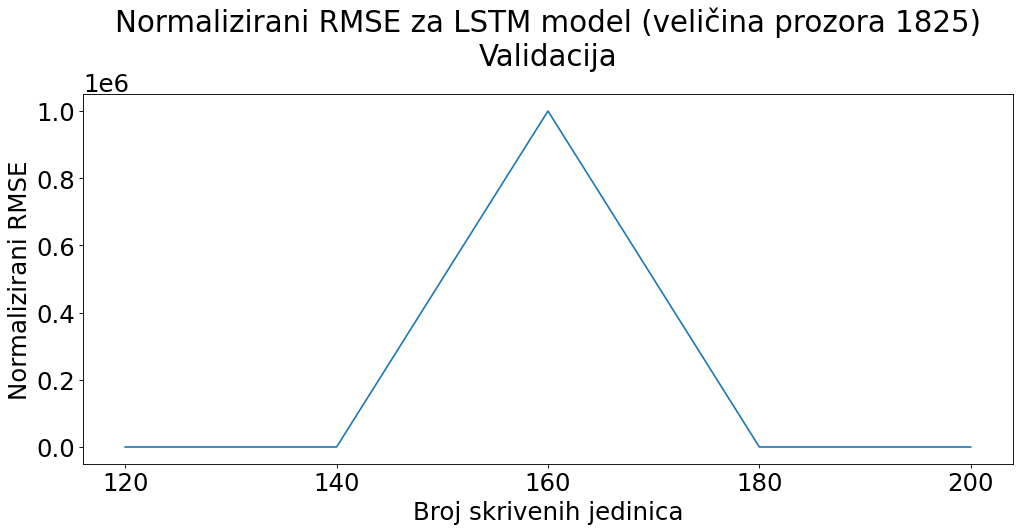 Normalizirani RMSE za LSTM model (veličina prozora 1825)
Validacija
1e6
1.0
0.8
0.6
0.4
0.2
0.0
Normalizirani RMSE
120 140 160 180 200
Broj skrivenih jedinica